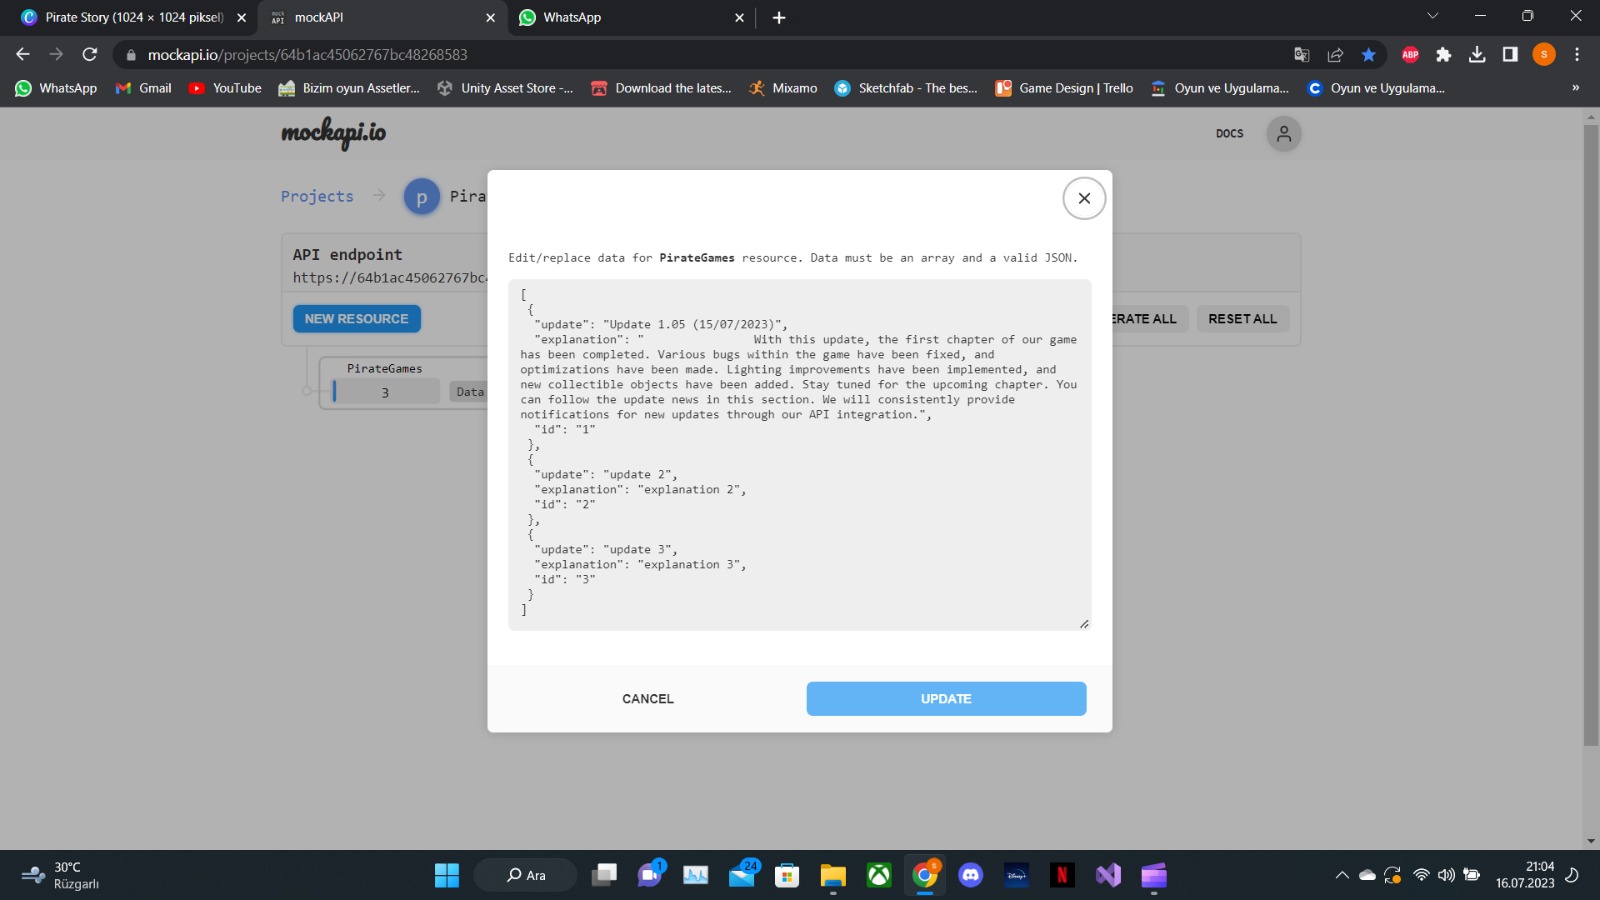 Pirate Story (1024 × 1024 piksel)
mockAPI
WhatsApp
mockapi.io/projects/64b1ac45062767bc48268583
ABP
S
WhatsApp
Gmail
YouTube
Bizim oyun Assetler...
Unity Asset Store -...
Download the lates...
Mixamo
Sketchfab - The bes...
Game Design | Trello
Oyun ve Uygulama...
Oyun ve Uygulama...
»
mockapi.io
DOCS
Projects
p
Pira
API endpoint
https://64b1ac45062767bc4
NEW RESOURCE
ERATE ALL
RESET ALL
PirateGames
3
Data
Edit/replace data for PirateGames resource. Data must be an array and a valid JSON.
[
{
"update": "Update 1.05 (15/07/2023)",
"explanation": " With this update, the first chapter of our game
has been completed. Various bugs within the game have been fixed, and
optimizations have been made. Lighting improvements have been implemented, and
new collectible objects have been added. Stay tuned for the upcoming chapter. You
can follow the update news in this section. We will consistently provide
notifications for new updates through our API integration.",
"id": "1"
},
{
"update": "update 2",
"explanation": "explanation 2",
"id": "2"
},
{
"update": "update 3",
"explanation": "explanation 3",
"id": "3"
}
]
CANCEL
UPDATE
30°C
Rüzgarlı
Ara
1
24
Disney+
N
21:04
16.07.2023